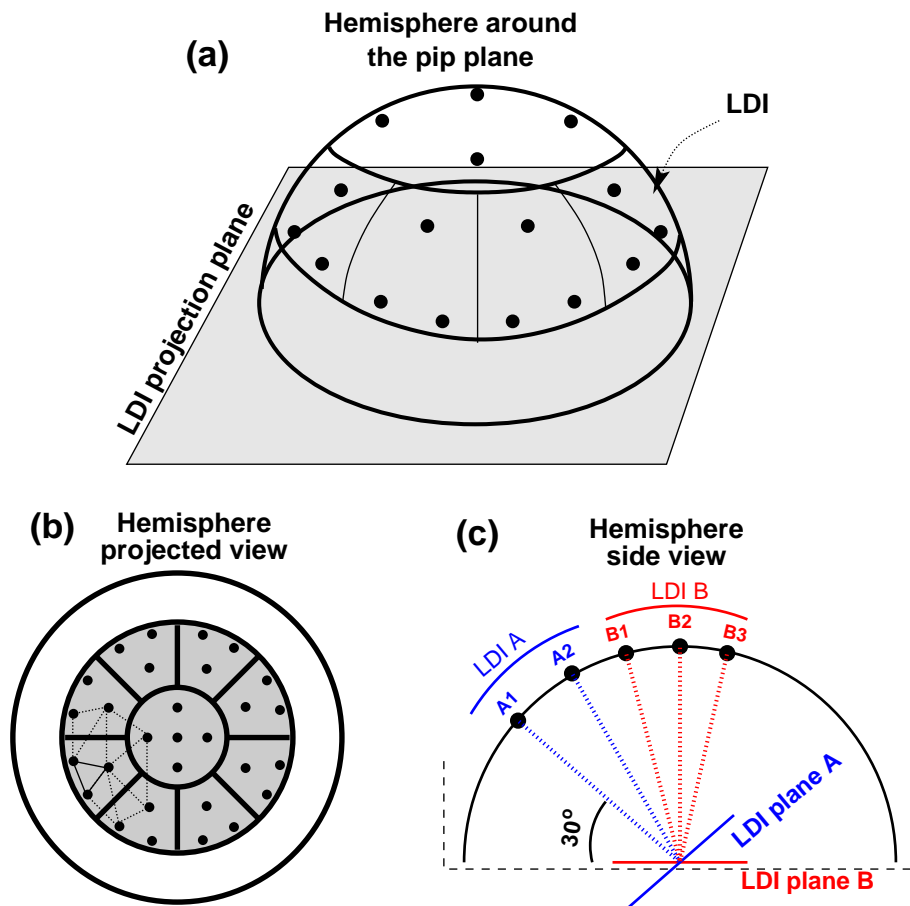 (a)
Hemisphere around
the pip plane
LDI
LDI projection plane
(b)
Hemisphere
projected view
(c)
Hemisphere
side view
LDI A
LDI B
A1
A2
B1
B2
B3
30o
LDI plane A
LDI plane B